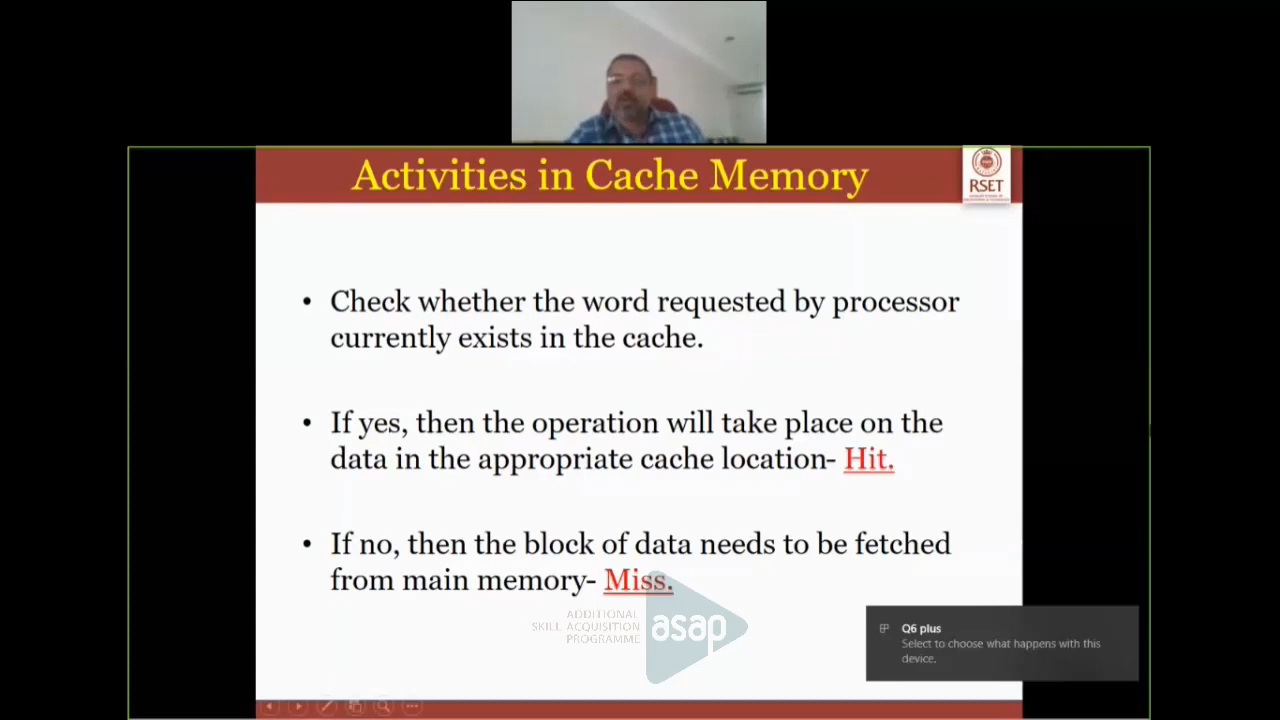 Activities in Cache Memory
RSET
• Check whether the word requested by processor
currently exists in the cache.
• If yes, then the operation will take place on the
data in the appropriate cache location- Hit.
• If no, then the block of data needs to be fetched
from main memory- Miss.
ADDITIONAL
SKILL ACQUISITION
PROGRAMME
asap
Q6 plus
Select to choose what happens with this
device.